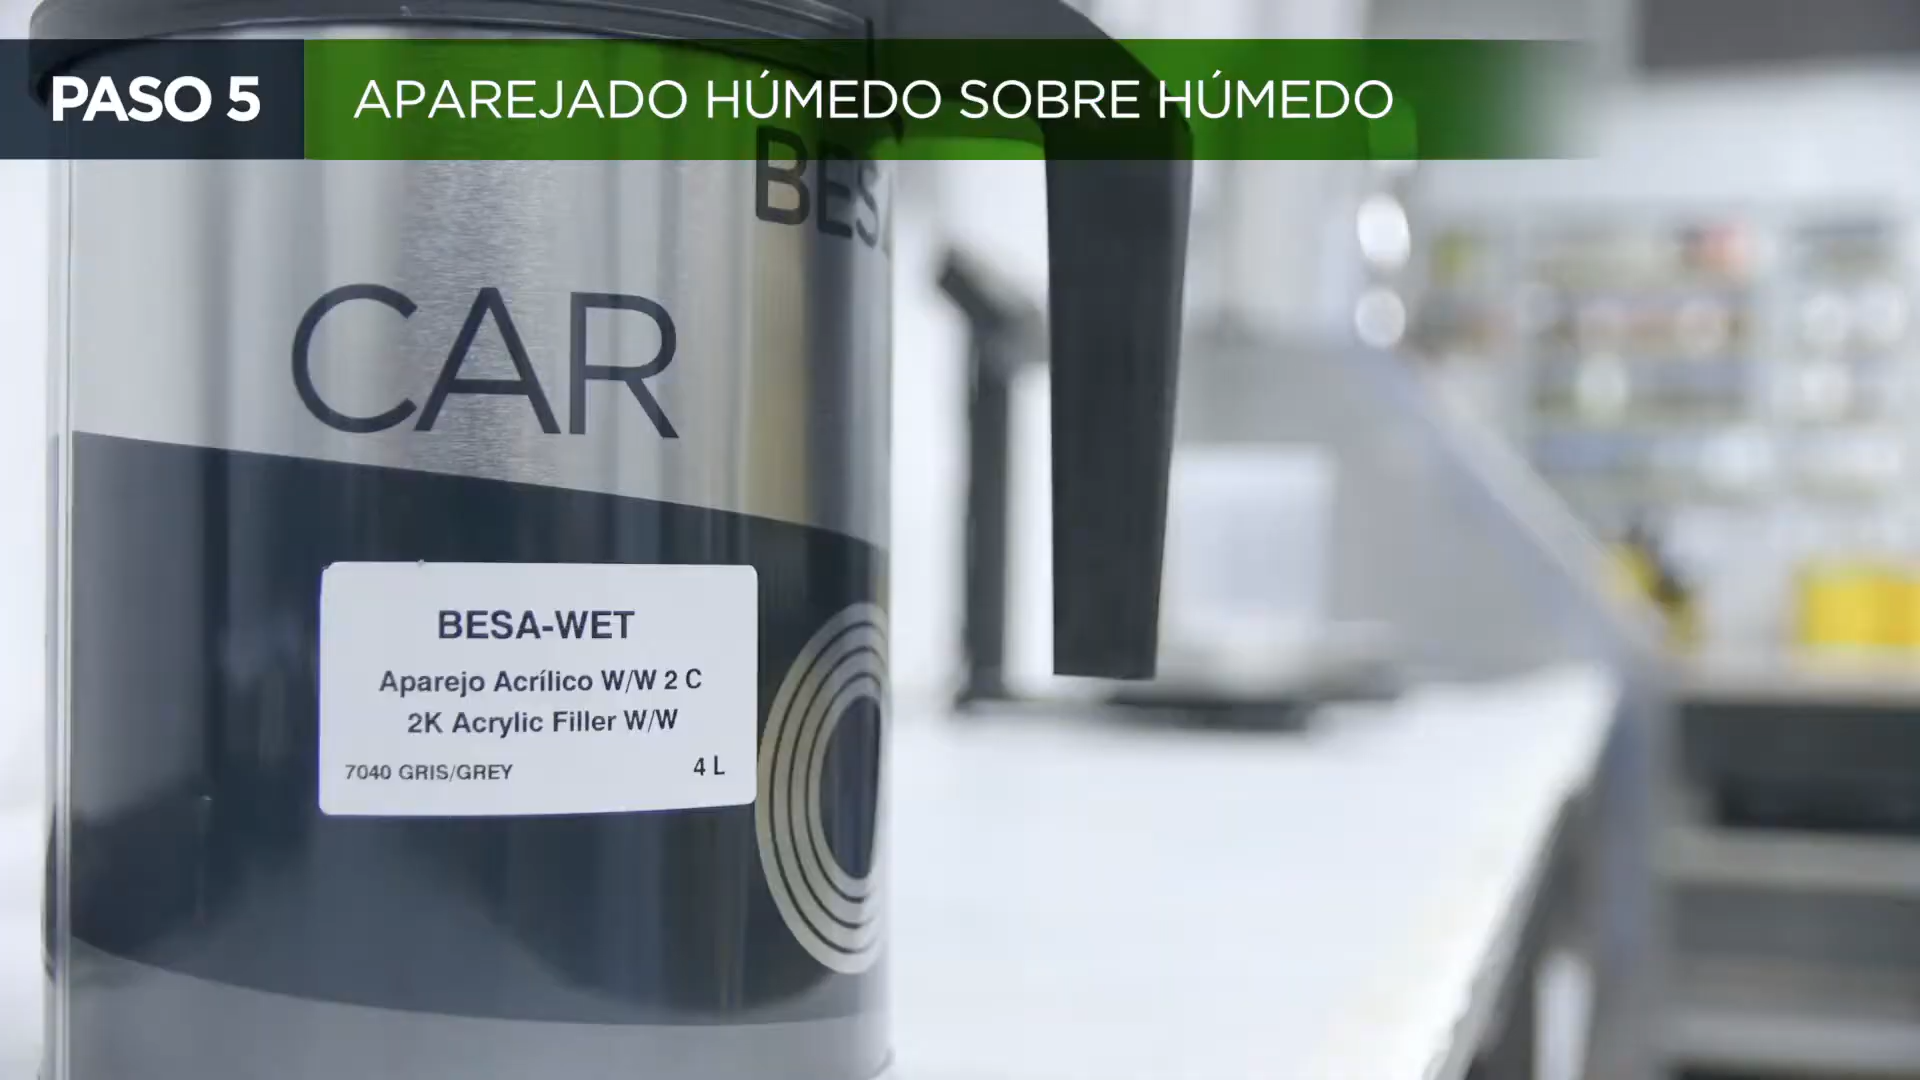 PASO 5
APAREJADO HÚMEDO SOBRE HÚMEDO
CAR
BESA-WET
Aparejo Acrílico W/W 2 C
2K Acrylic Filler W/W
7040 GRIS/GREY
4 L